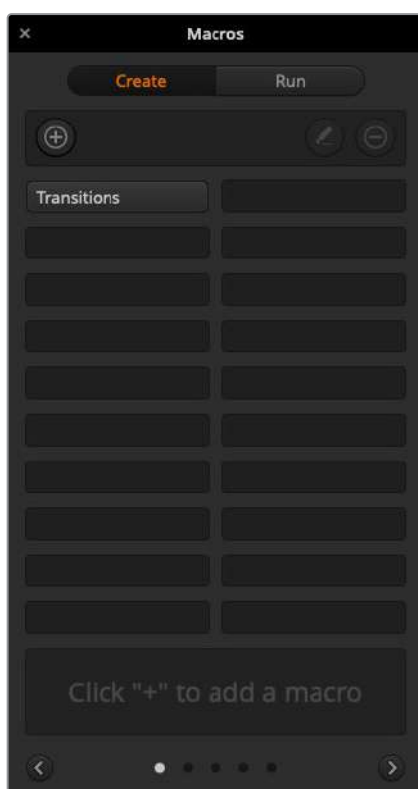 Macros
Create
Run
Transitions
Click "+" to add a macro